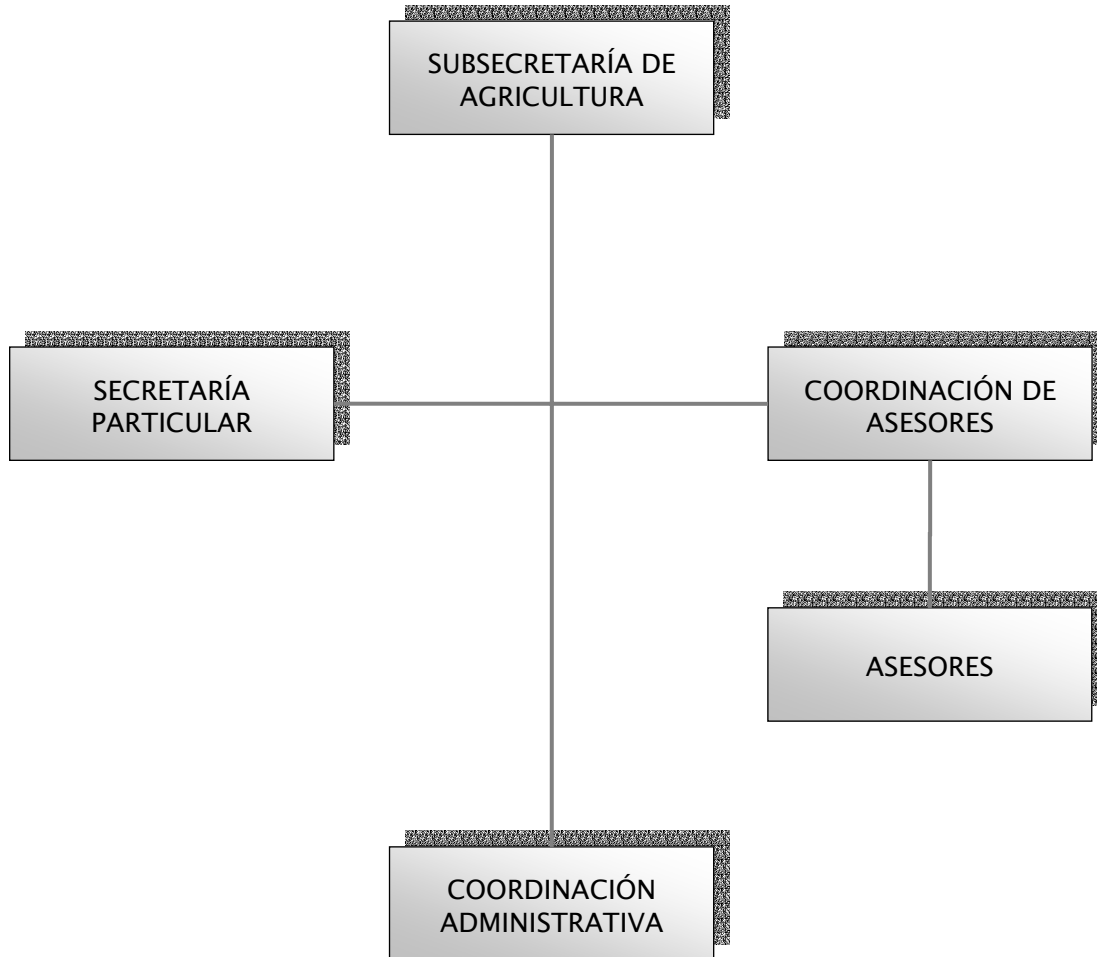 SUBSECRETARÍA DE
AGRICULTURA
SECRETARÍA
PARTICULAR
COORDINACIÓN DE
ASESORES
ASESORES
COORDINACIÓN
ADMINISTRATIVA